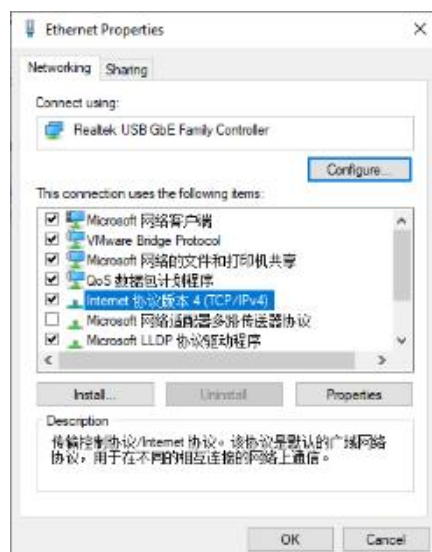 Ethernet Properties
Networking
Sharing
Connect using:
Realtek USB GbE Family Controller
Configure...
This connection uses the following items:
Microsoft 网络客户端
VMware Bridge Protocol
Microsoft 网络的文件和打印机共享
QoS 数据包计划程序
Internet 协议版本 4 (TCP/IPv4)
Microsoft 网络适配器多路传送器协议
Microsoft LLDP 协议驱动程序
Install...
Uninstall
Properties
Description
传输控制协议/Internet 协议。该协议是默认的广域网络
协议，用于在不同的相互连接的网络上通信。
OK
Cancel